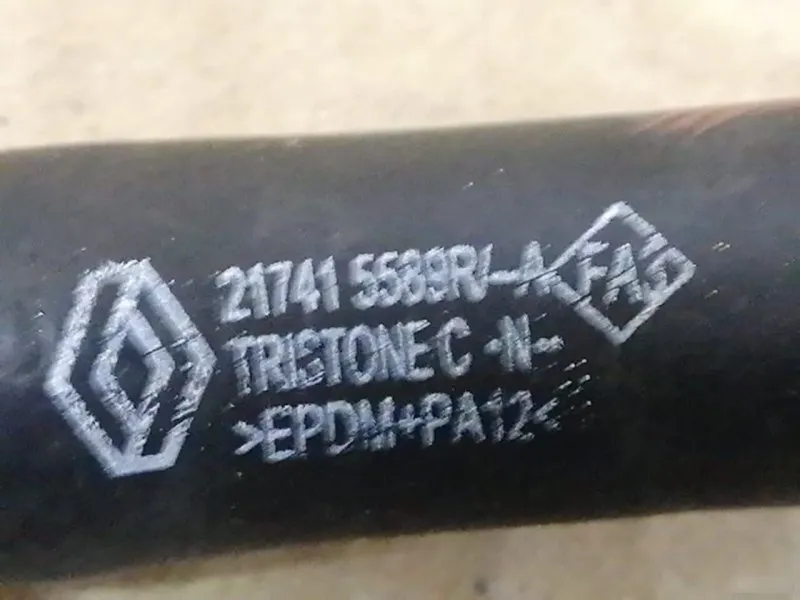 21741 5589R/-A FAS
TRISTONE C -N-
>EPDM+PA12<